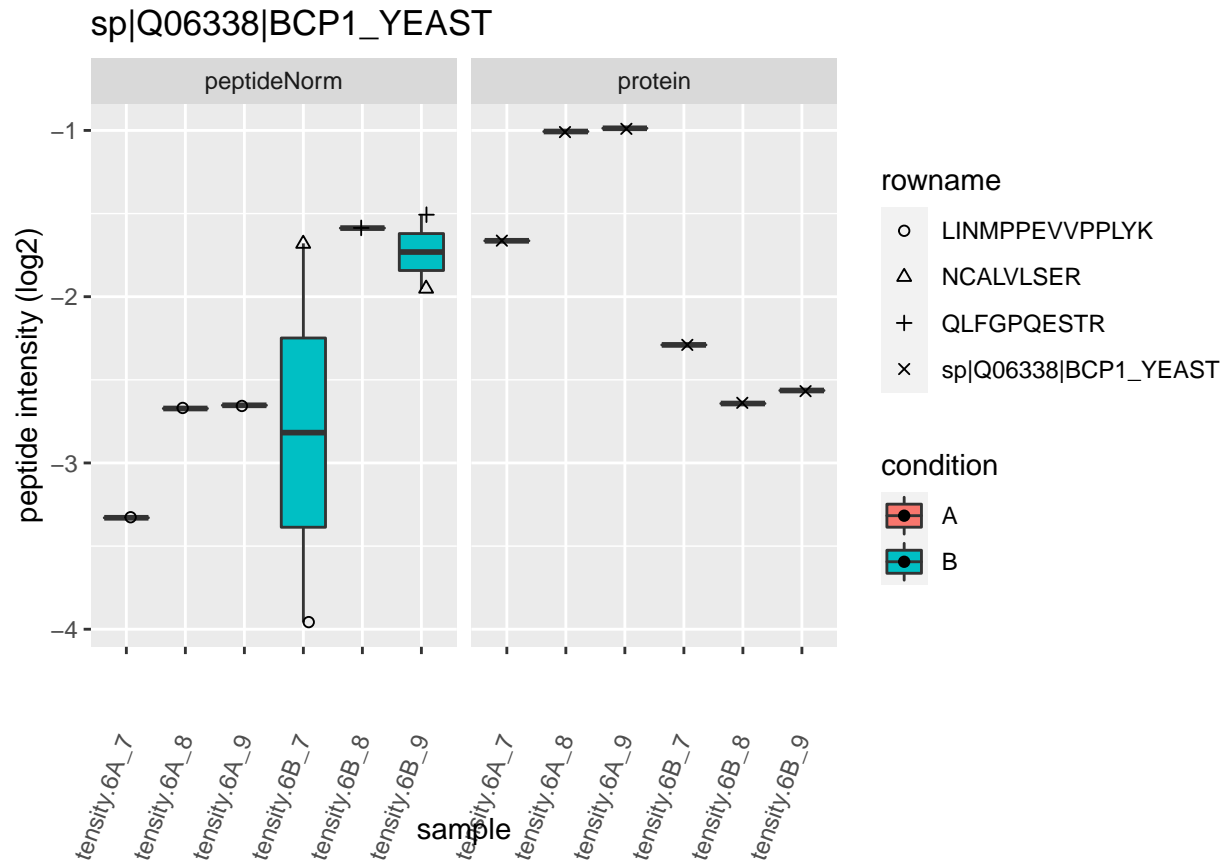 sp|Q06338|BCP1_YEAST
peptideNorm
protein
peptide intensity (log2)
−1
−2
−3
−4
tensity.6A_7
tensity.6A_8
tensity.6A_9
tensity.6B_7
tensity.6B_8
tensity.6B_9
tensity.6A_7
tensity.6A_8
tensity.6A_9
tensity.6B_7
tensity.6B_8
tensity.6B_9
sample
rowname
LINMPPEVVPPLYK
NCALVLSER
QLFGPQESTR
sp|Q06338|BCP1_YEAST
condition
A
B